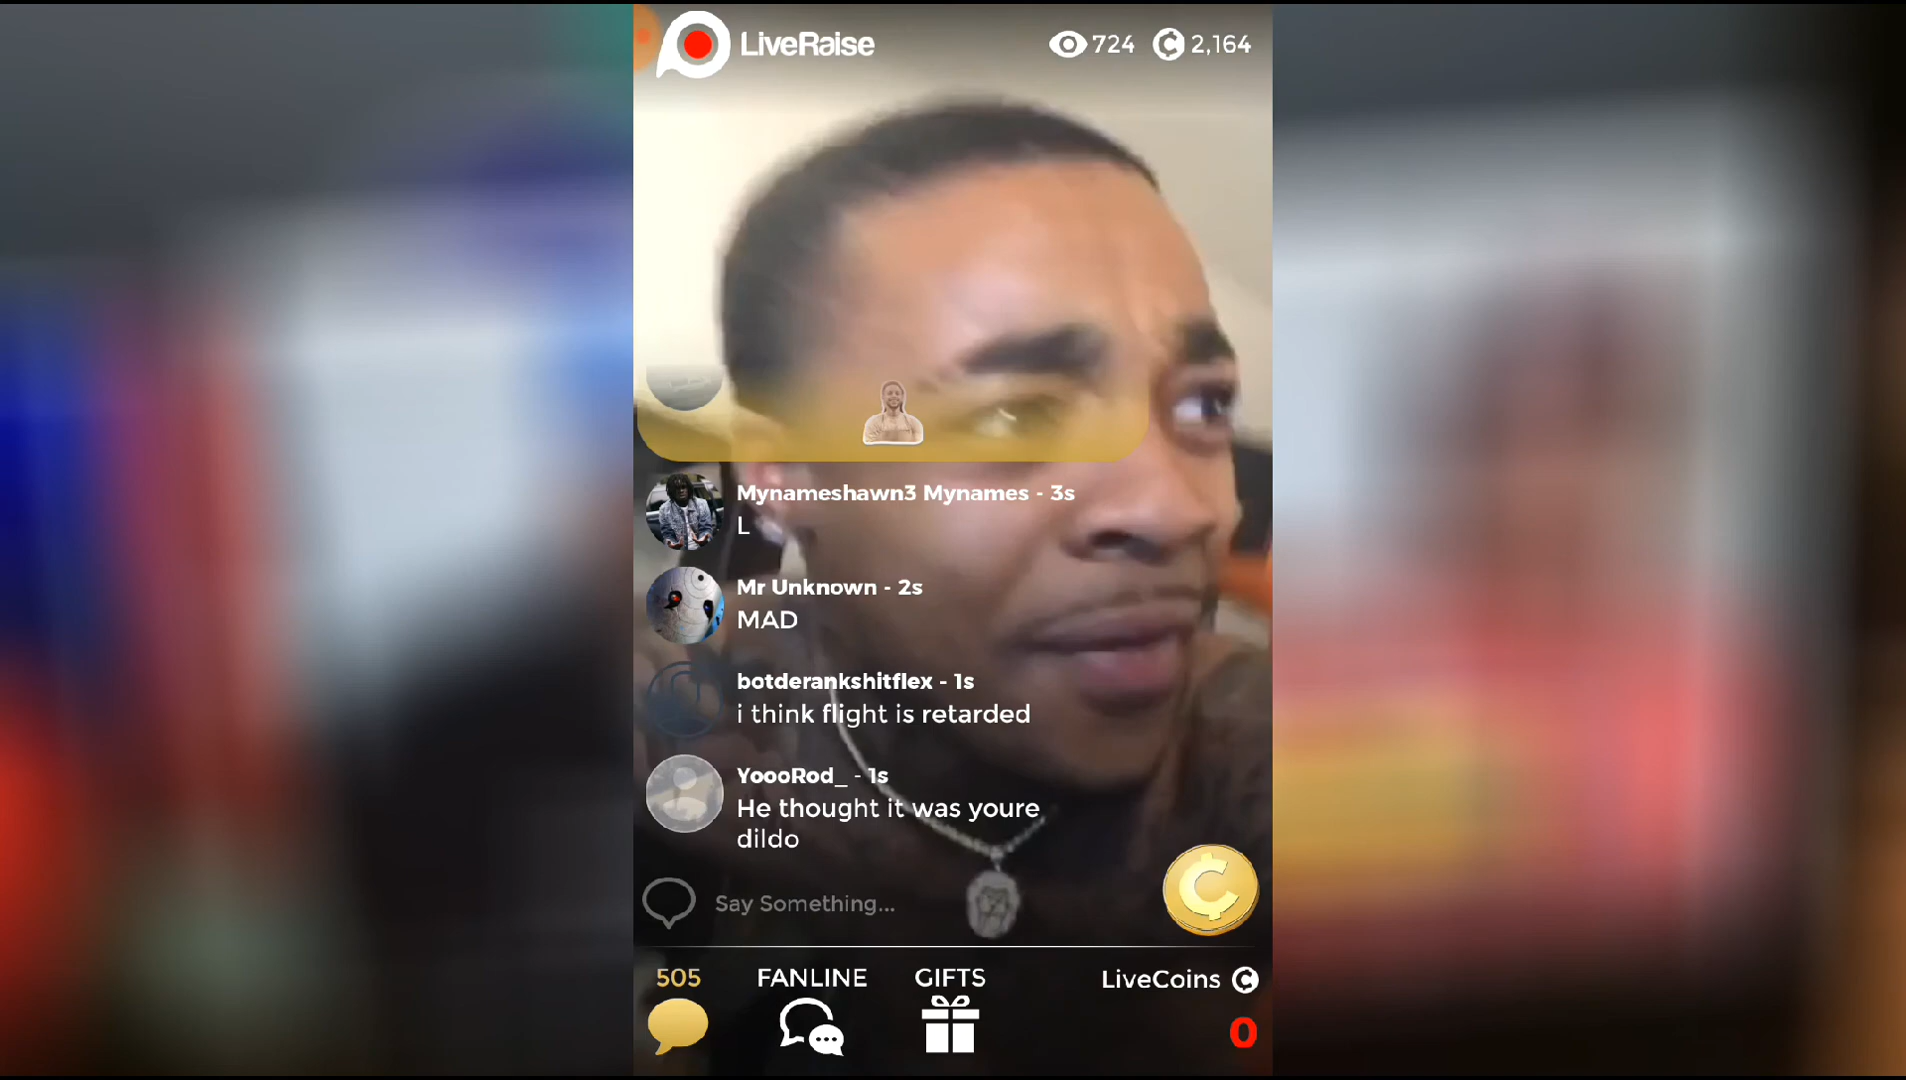 LiveRaise
724
2,164
Mynameshawn3 Mynames - 3s
L
Mr Unknown - 2s
MAD
botderankshitflex - 1s
i think flight is retarded
YoooRod_ - 1s
He thought it was youre
dildo
Say Something...
505 FANLINE GIFTS LiveCoins
0